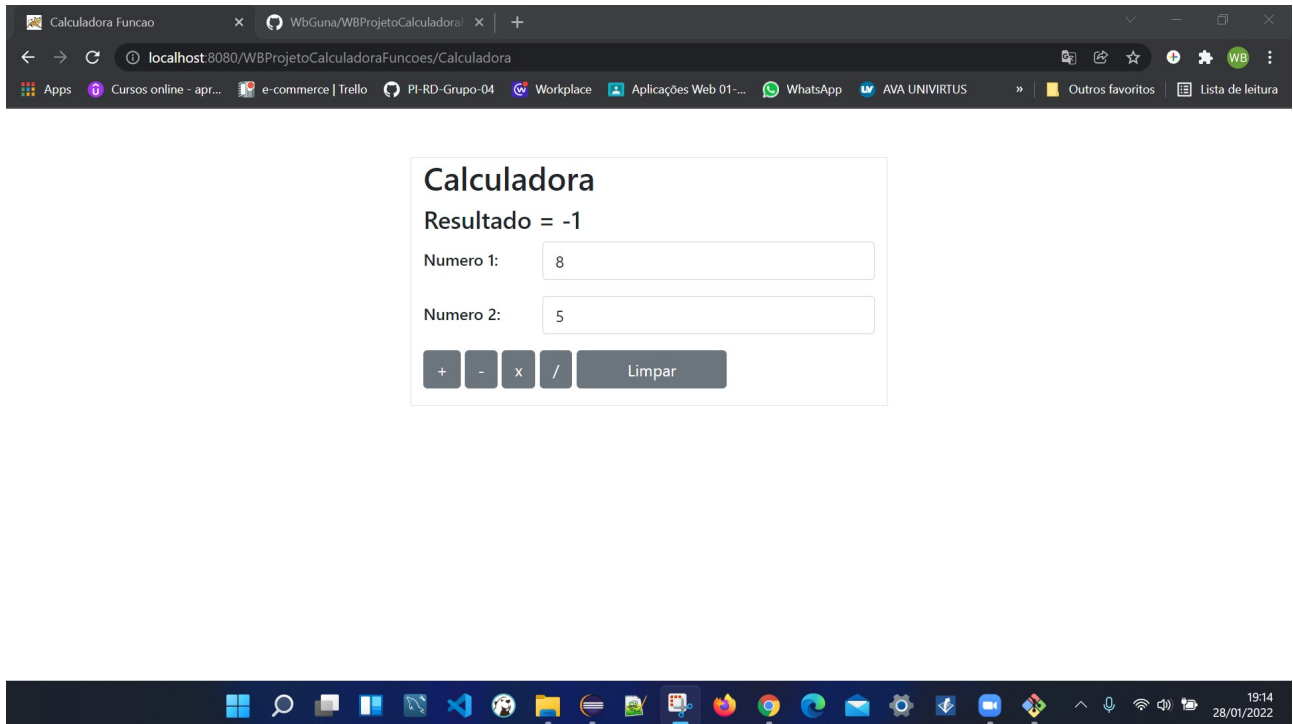 Calculadora Funcao
WbGuna/WBProjetoCalculadoraF
localhost:8080/WBProjetoCalculadoraFuncoes/Calculadora
WB
Apps
Cursos online - apr...
e-commerce | Trello
PI-RD-Grupo-04
Workplace
Aplicações Web 01-...
WhatsApp
LV AVA UNIVIRTUS
»
Outros favoritos
Lista de leitura
Calculadora
Resultado = -1
Numero 1: 8
Numero 2: 5
+ - x / Limpar
19:14
28/01/2022